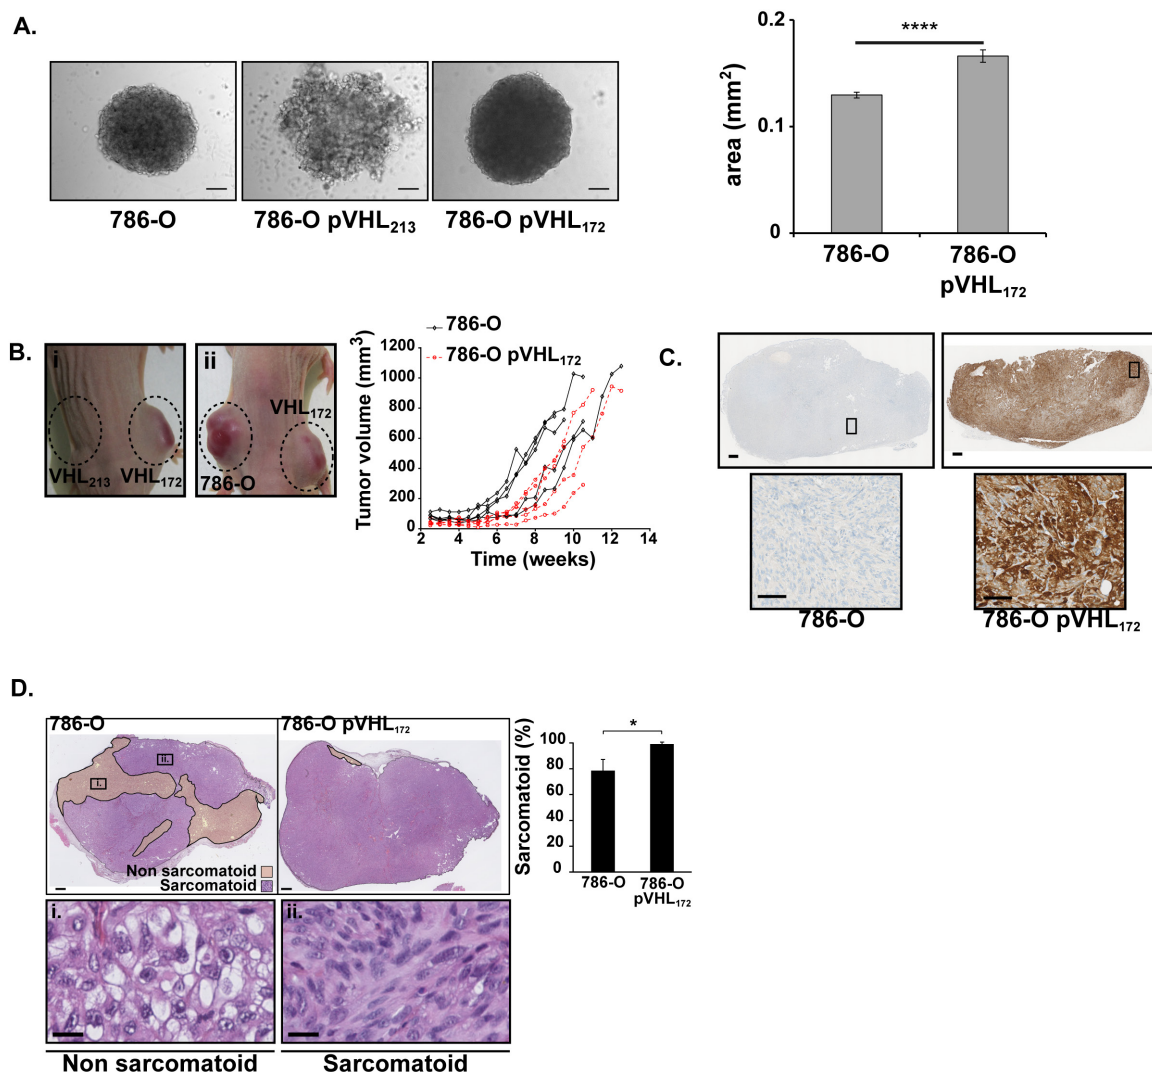 A.
786-O
786-O pVHL213
786-O pVHL172
area (mm2)
0.2
0.1
0
****
786-O
786-O
pVHL172
B.
i
VHL213
VHL172
ii
VHL172
786-O
Tumor volume (mm3)
786-O
786-O pVHL172
1200
1000
800
600
400
200
0
2 4 6 8 10 12 14
Time (weeks)
C.
786-O
786-O pVHL172
D.
786-O
786-O pVHL172
i.
ii.
Non sarcomatoid
Sarcomatoid
Sarcomatoid (%)
100
80
60
40
20
0
*
786-O
786-O
pVHL172
i.
ii.
Non sarcomatoid
Sarcomatoid